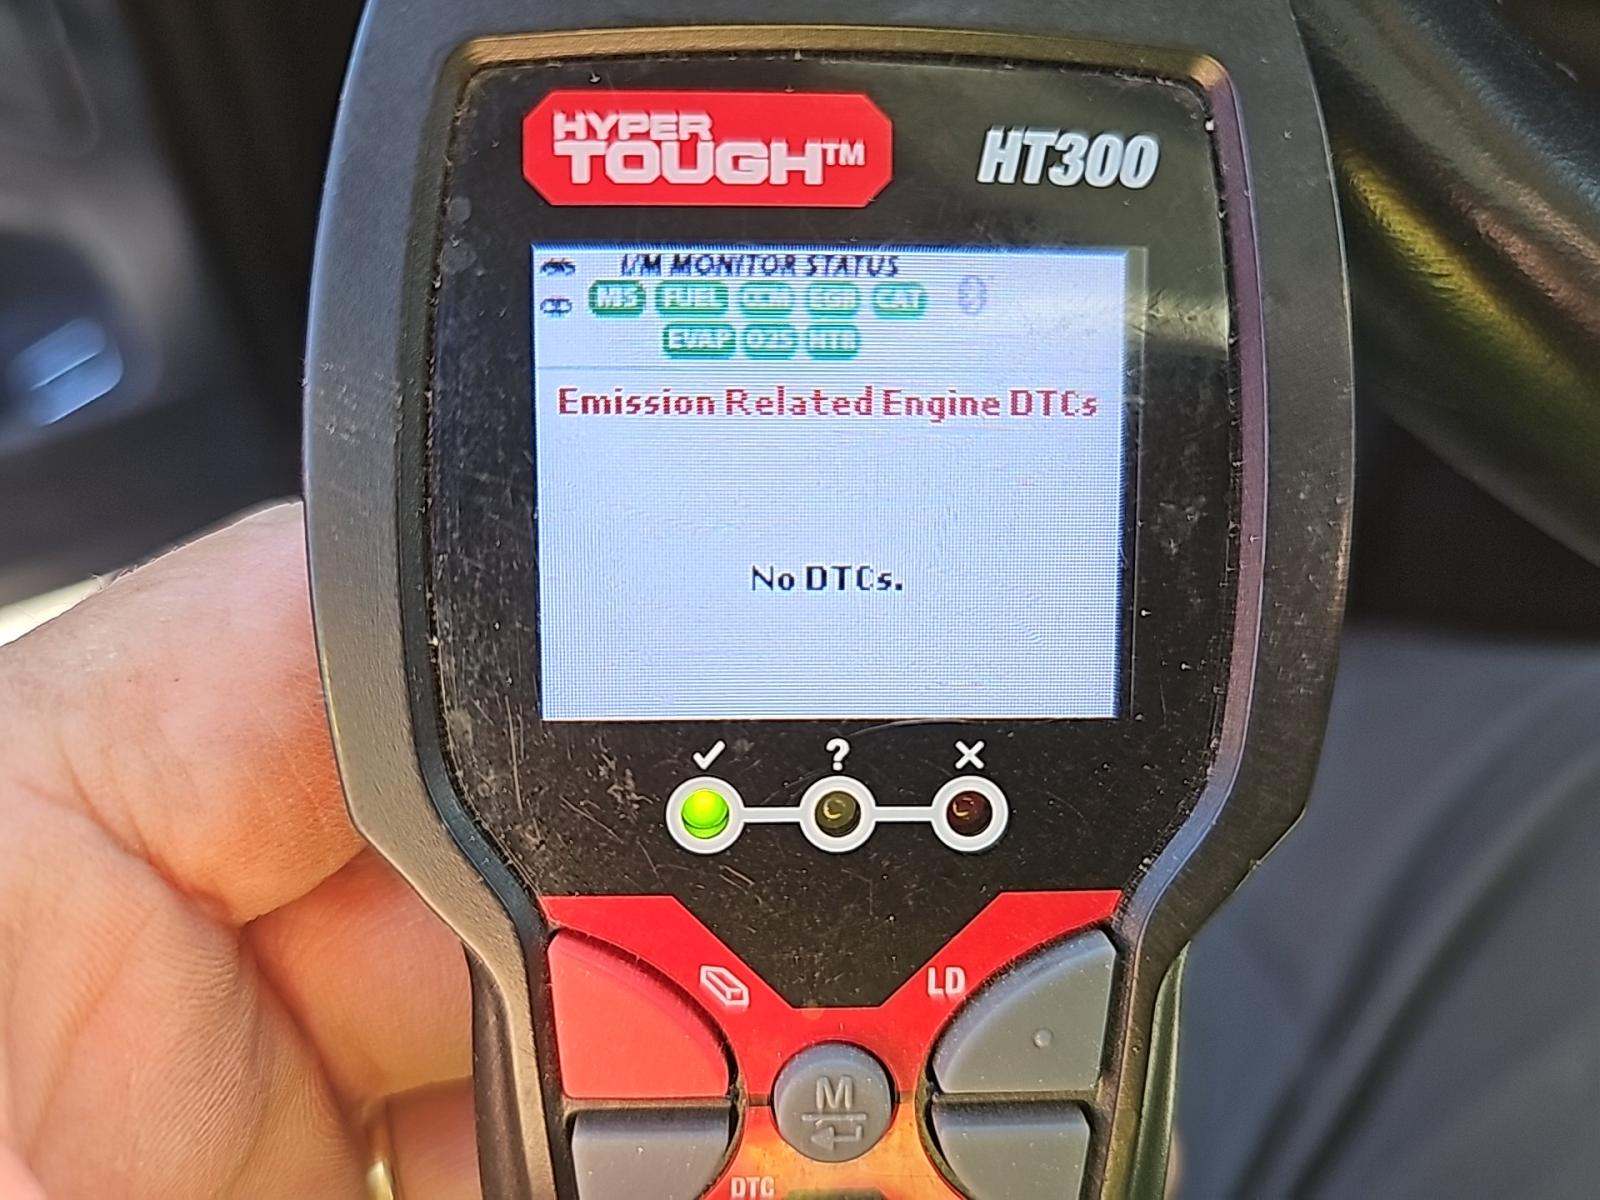 HYPER
TOUGH™
HT300
I/M MONITOR STATUS
MIS FUEL CCM EGR CAT
EVAP O2S HTR
Emission Related Engine DTCs
No DTCs.
✓ ? ✕
LD
M
DTC